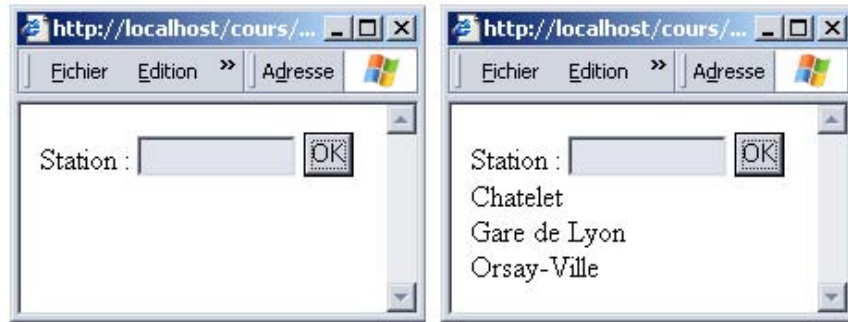 http://localhost/cours/...
Fichier Edition » Adresse
Station : OK
http://localhost/cours/...
Fichier Edition » Adresse
Station : OK
Chatelet
Gare de Lyon
Orsay-Ville